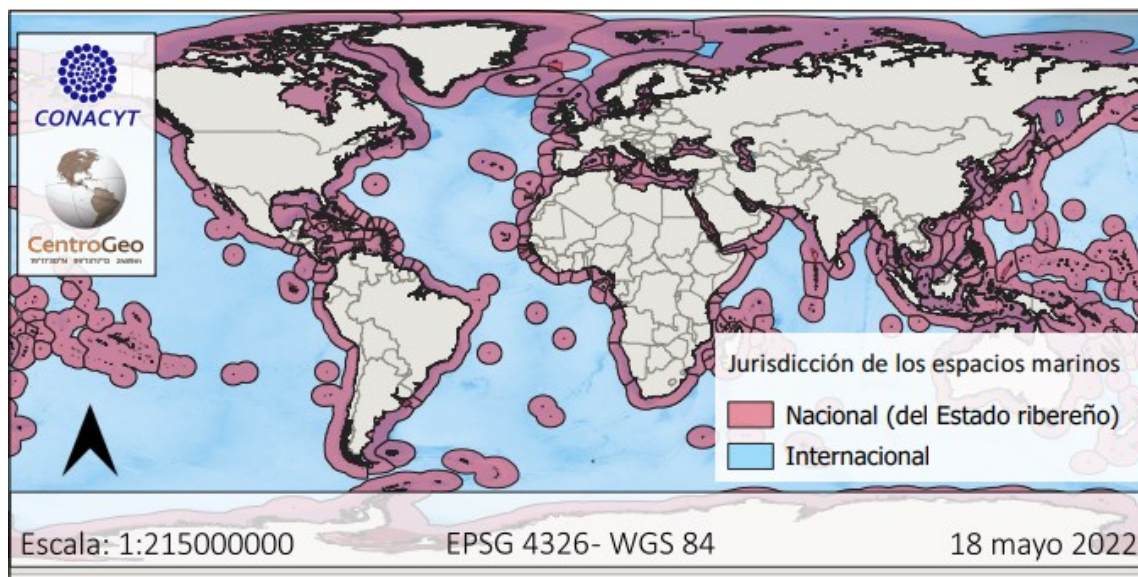 CONACYT
CentroGeo
Jurisdicción de los espacios marinos
Nacional (del Estado ribereño)
Internacional
Escala: 1:215000000
EPSG 4326- WGS 84
18 mayo 2022